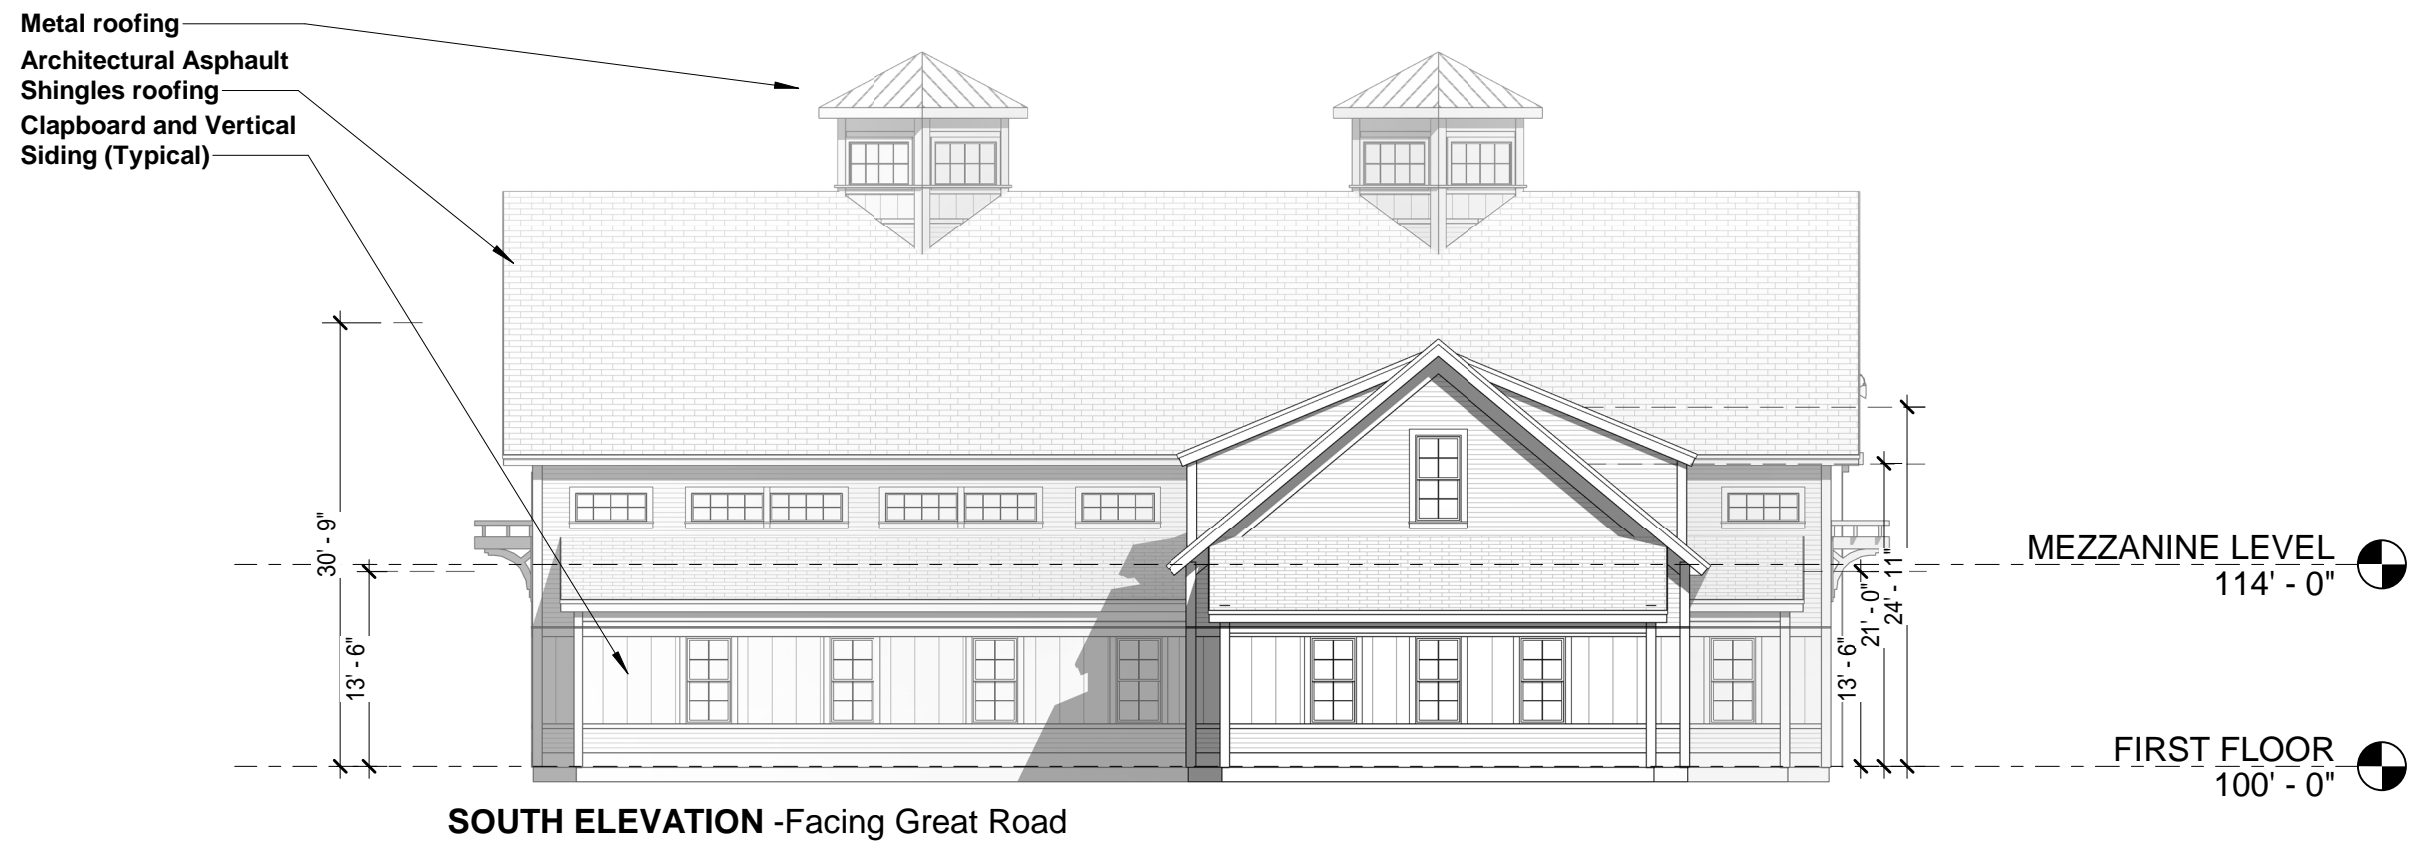 Metal roofing
Architectural Asphault
Shingles roofing
Clapboard and Vertical
Siding (Typical)
30' - 9"
13' - 6"
13' - 6"
21' - 0"
24' - 11"
MEZZANINE LEVEL
114' - 0"
FIRST FLOOR
100' - 0"
SOUTH ELEVATION -Facing Great Road